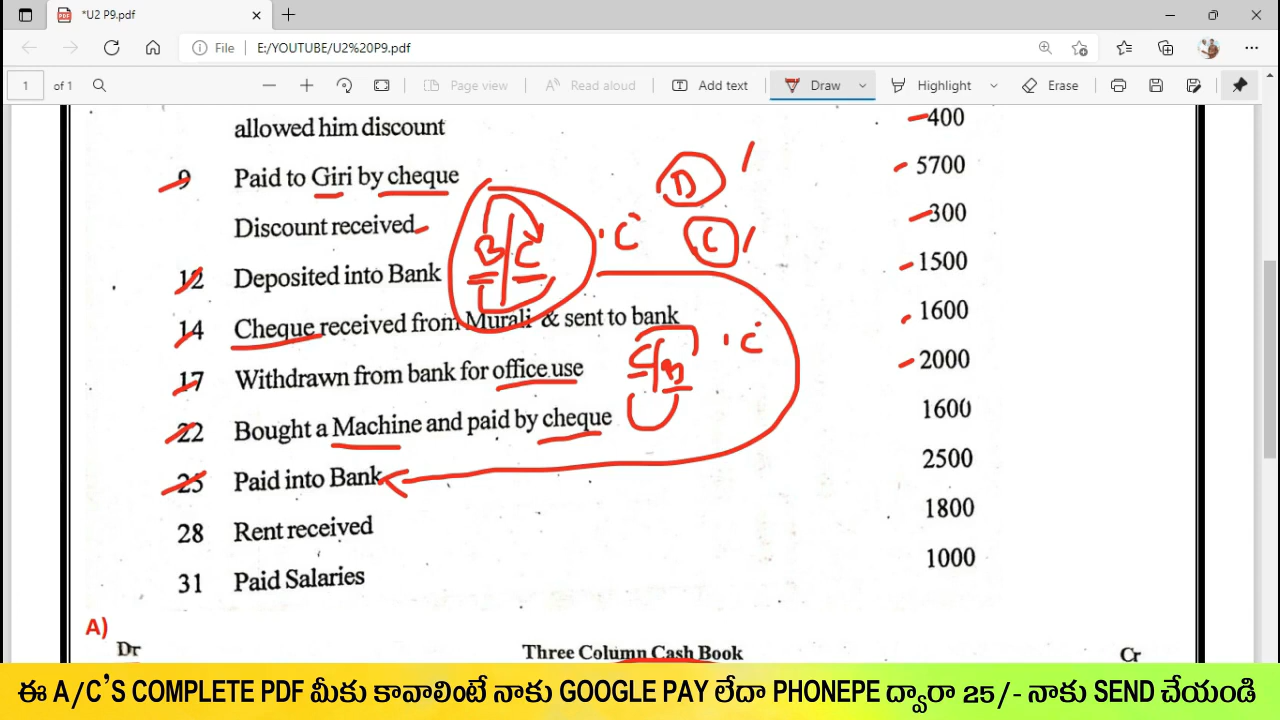 *U2 P9.pdf
File E:/YOUTUBE/U2%20P9.pdf
1 of 1 Page view Read aloud Add text Draw Highlight Erase
allowed him discount 400
9 Paid to Giri by cheque 5700
Discount received 300
12 Deposited into Bank 1500
14 Cheque received from Murali & sent to bank 1600
17 Withdrawn from bank for office use 2000
22 Bought a Machine and paid by cheque 1600
25 Paid into Bank 2500
28 Rent received 1800
31 Paid Salaries 1000
D
B/C C C
C/B C
A)
Dr Three Column Cash Book Cr
ఈ A/C'S COMPLETE PDF మీకు కావాలింటే నాకు GOOGLE PAY లేదా PHONEPE ద్వారా 25/- నాకు SEND చేయండి